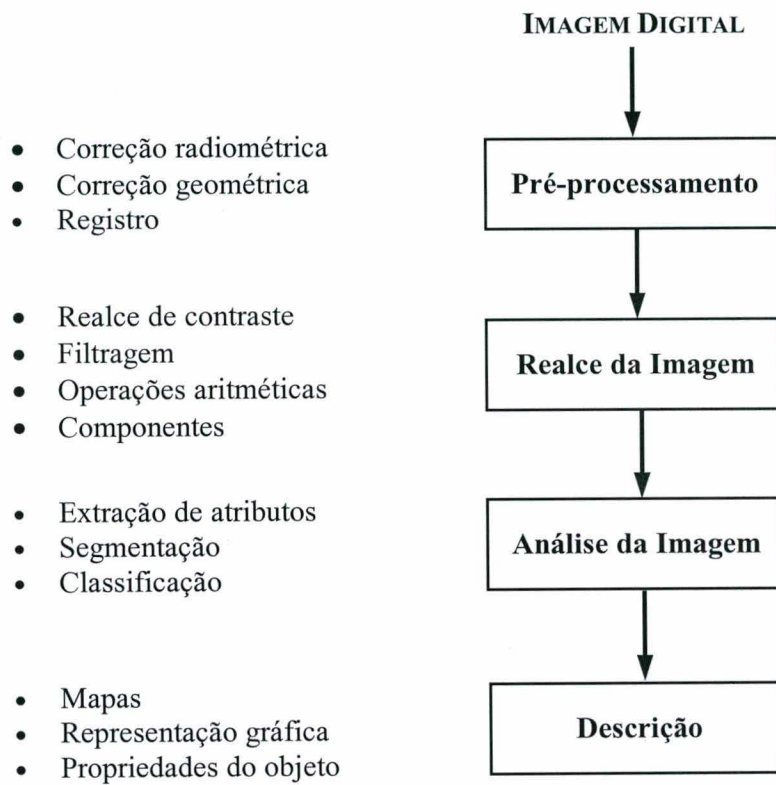 IMAGEM DIGITAL
• Correção radiométrica
• Correção geométrica
• Registro
Pré-processamento
• Realce de contraste
• Filtragem
• Operações aritméticas
• Componentes
Realce da Imagem
• Extração de atributos
• Segmentação
• Classificação
Análise da Imagem
• Mapas
• Representação gráfica
• Propriedades do objeto
Descrição